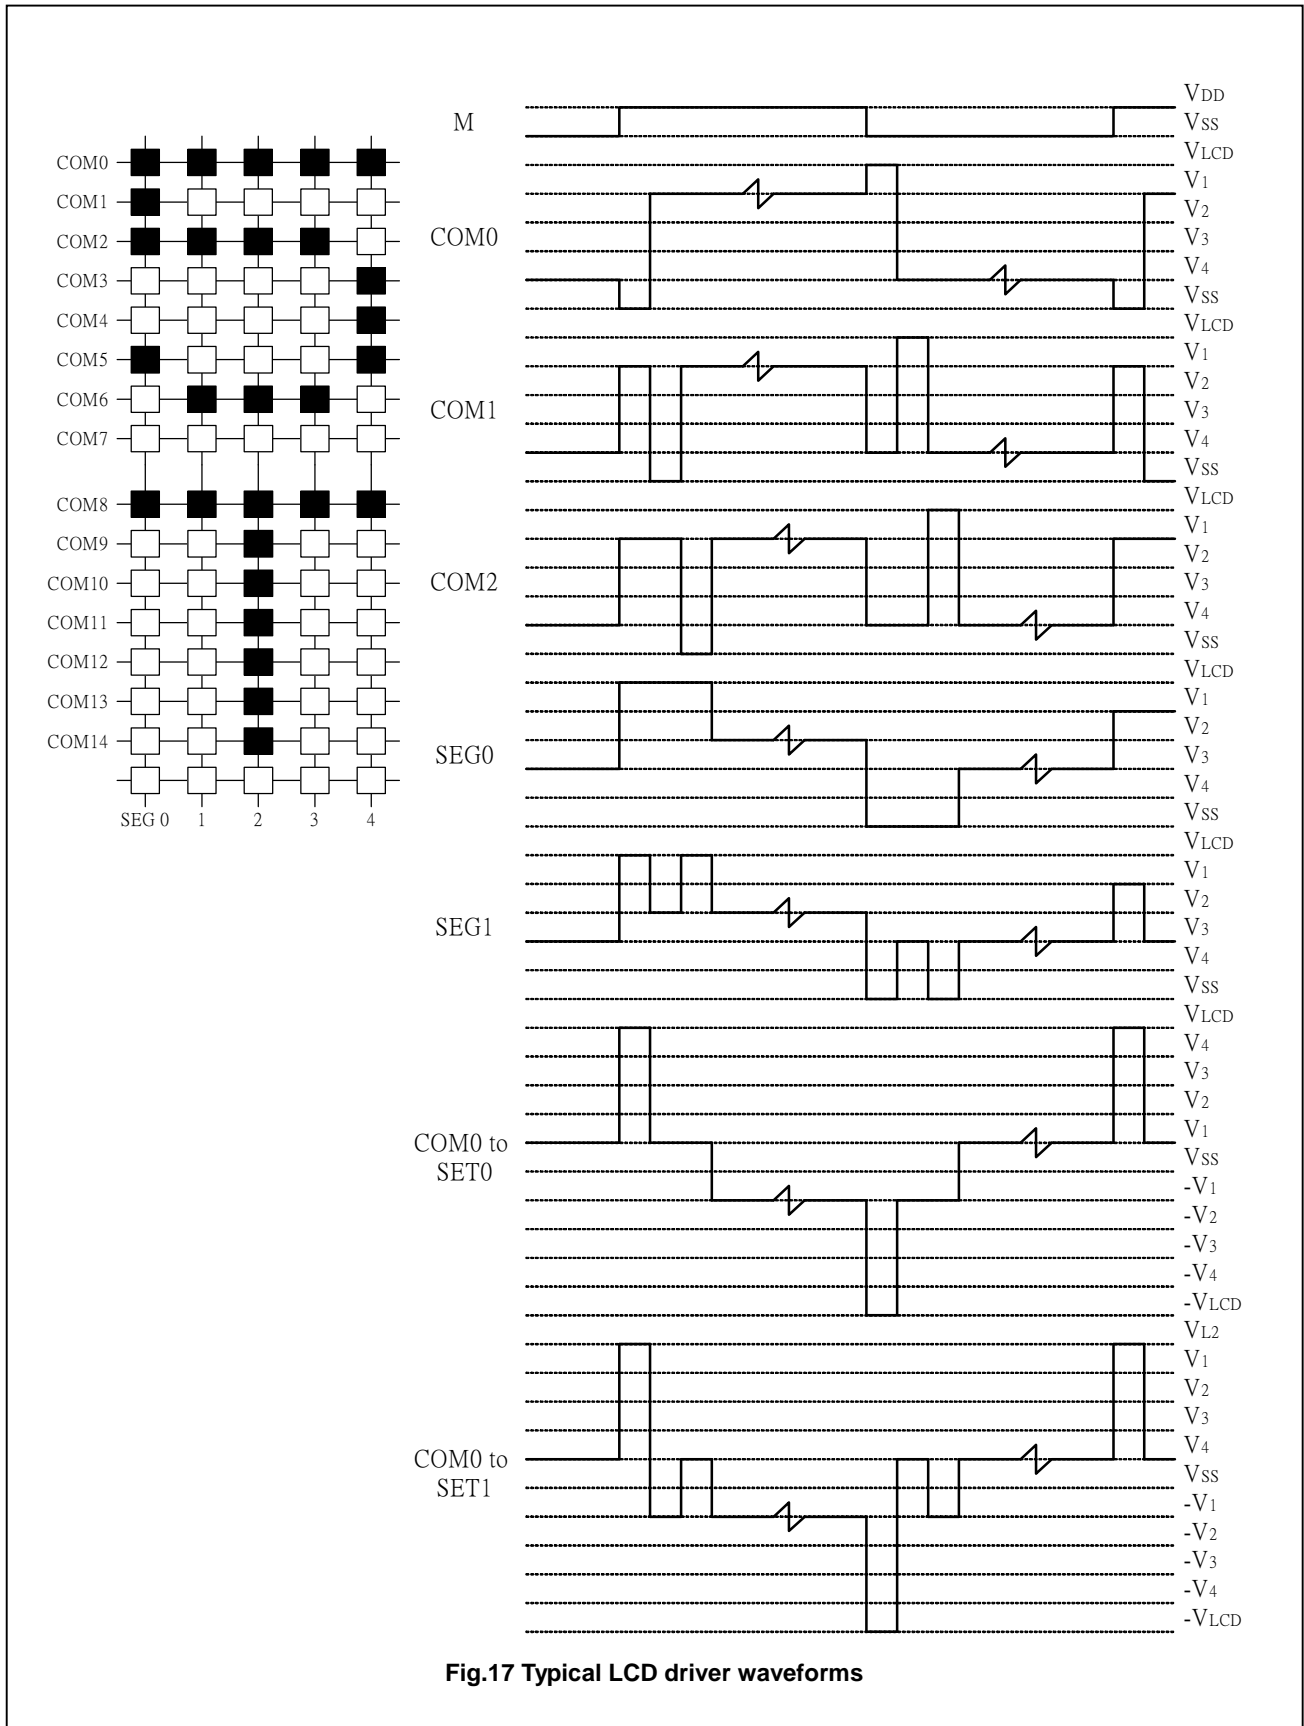 COM0
COM1
COM2
COM3
COM4
COM5
COM6
COM7
COM8
COM9
COM10
COM11
COM12
COM13
COM14
SEG 0 1 2 3 4
M
VDD
VSS
COM0
VLCD
V1
V2
V3
V4
VSS
COM1
VLCD
V1
V2
V3
V4
VSS
COM2
VLCD
V1
V2
V3
V4
VSS
SEG0
VLCD
V1
V2
V3
V4
VSS
SEG1
VLCD
V1
V2
V3
V4
VSS
COM0 to
SET0
VLCD
V4
V3
V2
V1
VSS
-V1
-V2
-V3
-V4
-VLCD
COM0 to
SET1
VL2
V1
V2
V3
V4
VSS
-V1
-V2
-V3
-V4
-VLCD
Fig.17 Typical LCD driver waveforms